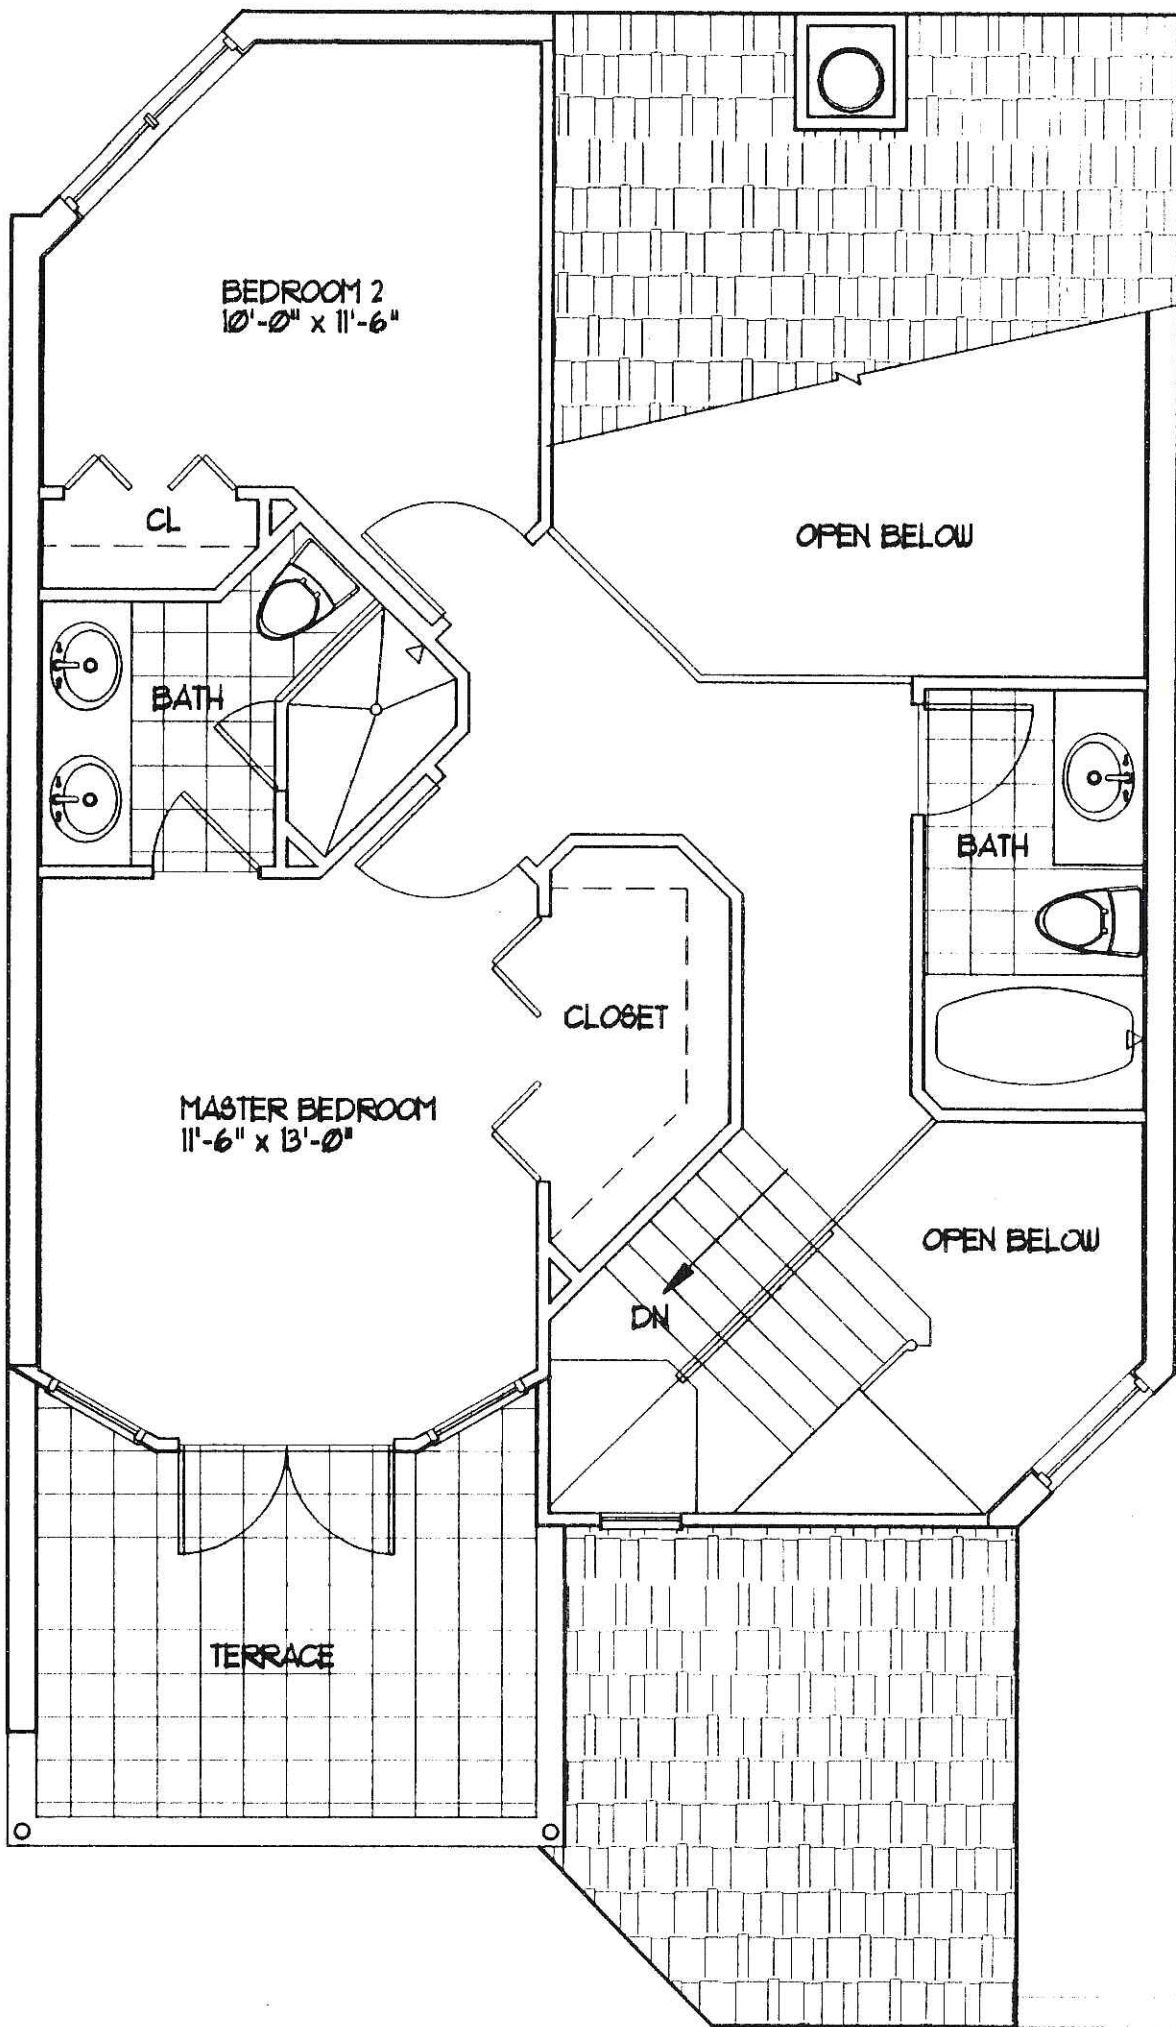 BEDROOM 2
10'-0" x 11'-6"
CL
OPEN BELOW
BATH
BATH
CLOSET
MASTER BEDROOM
11'-6" x 13'-0"
OPEN BELOW
DN
TERRACE